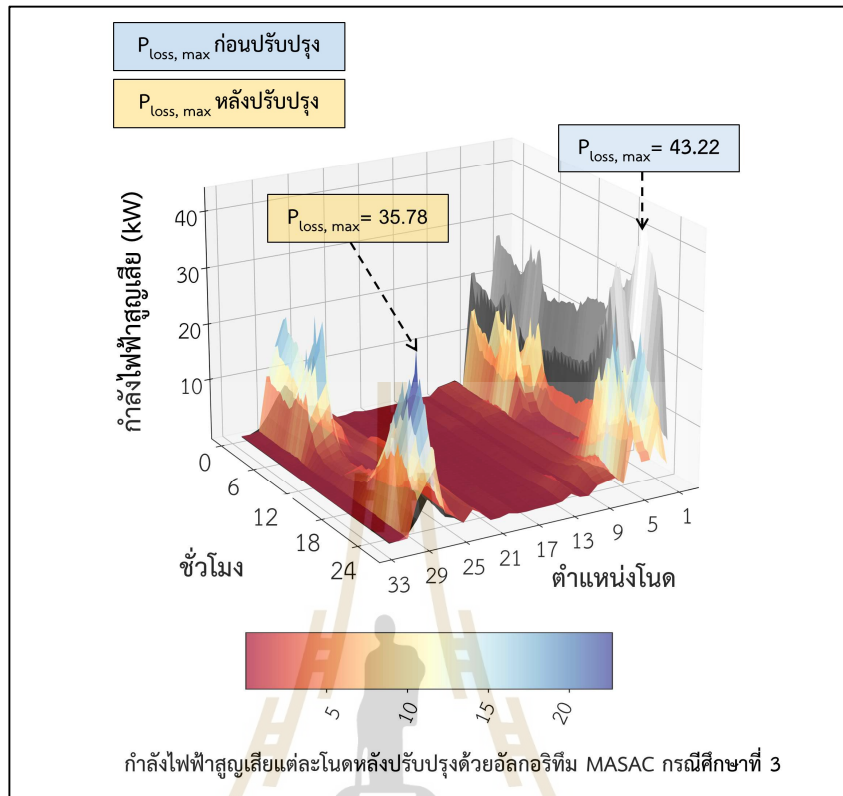 P loss, max ก่อนปรับปรุง
P loss, max หลังปรับปรุง
P loss, max = 43.22
P loss, max = 35.78
กำลังไฟฟ้าสูญเสีย (kW)
40
30
20
10
0
6
12
18
24
ชั่วโมง
33
29
25
21
17
13
9
5
1
ตำแหน่งโนด
5
10
15
20
กำลังไฟฟ้าสูญเสียแต่ละโนดหลังปรับปรุงด้วยอัลกอริทึม MASAC กรณีศึกษาที่ 3